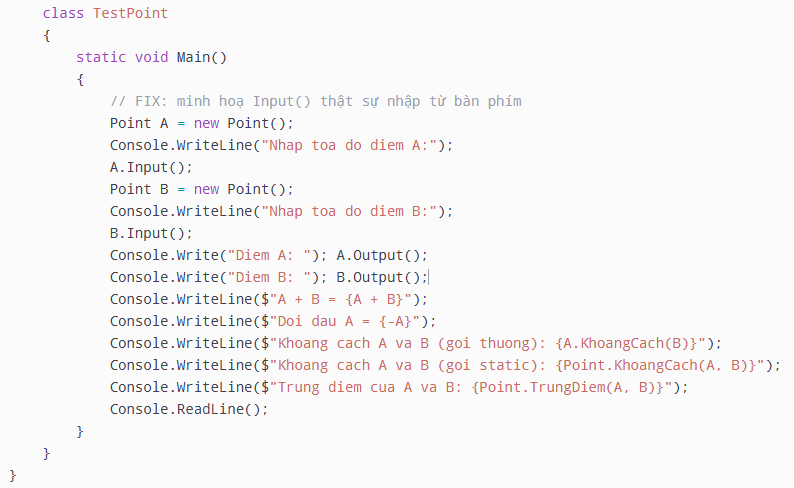 class TestPoint
{
static void Main()
{
// FIX: minh hoạ Input() thật sự nhập từ bàn phím
Point A = new Point();
Console.WriteLine("Nhap toa do diem A:");
A.Input();
Point B = new Point();
Console.WriteLine("Nhap toa do diem B:");
B.Input();
Console.Write("Diem A: "); A.Output();
Console.Write("Diem B: "); B.Output();
Console.WriteLine($"A + B = {A + B}");
Console.WriteLine($"Doi dau A = {-A}");
Console.WriteLine($"Khoang cach A va B (goi thuong): {A.KhoangCach(B)}");
Console.WriteLine($"Khoang cach A va B (goi static): {Point.KhoangCach(A, B)}");
Console.WriteLine($"Trung diem cua A va B: {Point.TrungDiem(A, B)}");
Console.ReadLine();
}
}
}